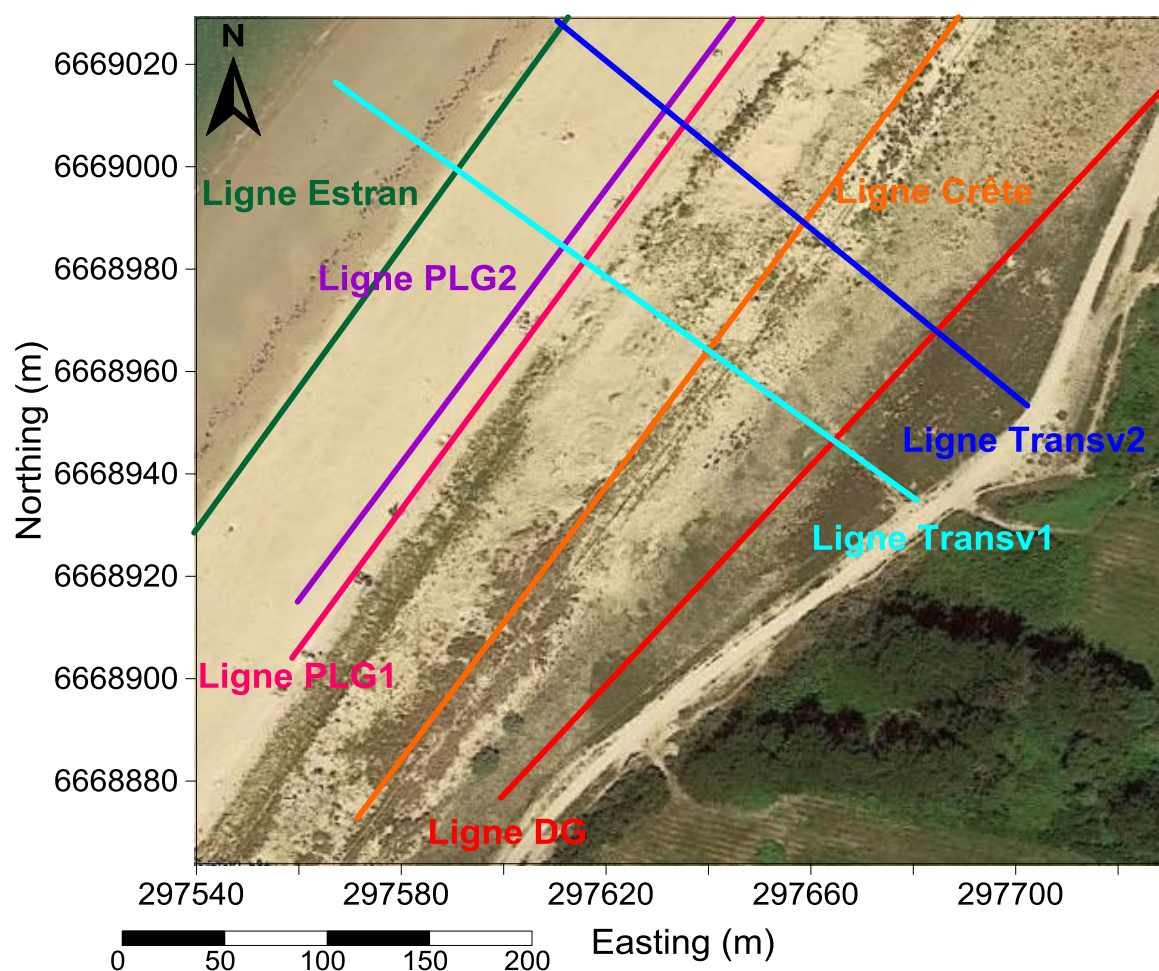 N
6669020
6669000
6668980
6668960
6668940
6668920
6668900
6668880
Northing (m)
Ligne Estran
Ligne Crête
Ligne PLG2
Ligne Transv2
Ligne Transv1
Ligne PLG1
Ligne DG
297540 297580 297620 297660 297700
0 50 100 150 200
Easting (m)